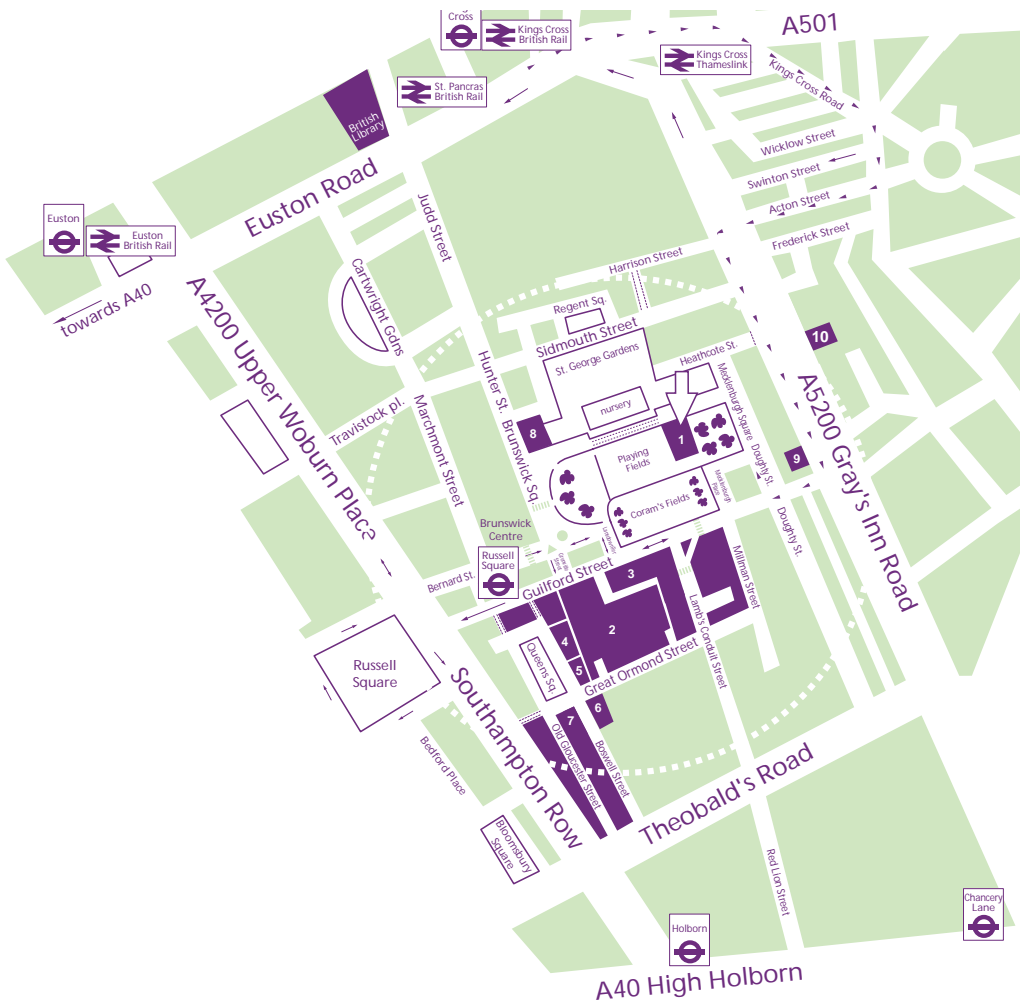 Cross
Kings Cross
British Rail
A501
Kings Cross
Thameslink
St. Pancras
British Rail
Kings Cross Road
British
Library
Wicklow Street
Swinton Street
Acton Street
Frederick Street
Euston Road
Judd Street
Euston
Euston
British Rail
towards A40
Harrison Street
Cartwright Gdns
A4200 Upper Woburn Place
Regent Sq.
Sidmouth Street
St. George Gardens
Heathcote St.
10
Hunter St.
Brunswick Sq.
Mecklenburgh Square
A5200 Gray's Inn Road
Travistock pl.
Marchmont Street
nursery
8
1
Playing
Fields
Doughty St.
9
Mecklenburgh
Place
Coram's Fields
Doughty St.
Brunswick
Centre
Russell
Square
Lansdowne
Grenville
Street
Bernard St.
Guilford Street
3
Millman Street
Lamb's Conduit Street
2
4
5
Queens Sq.
Great Ormond Street
Russell
Square
6
7
Southampton Row
Old Gloucester Street
Boswell Street
Bedford Place
Theobald's Road
Bloomsbury
Square
Red Lion Street
Chancery
Lane
Holborn
A40 High Holborn